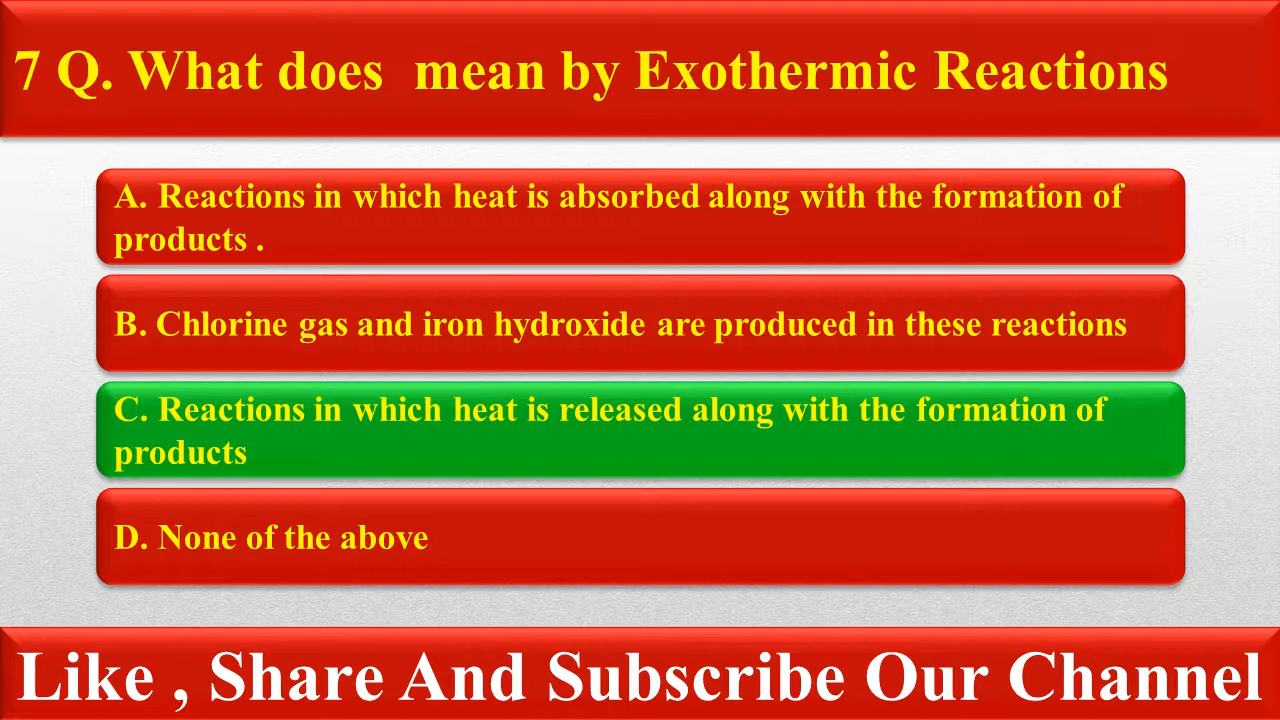 7 Q. What does  mean by Exothermic Reactions
A. Reactions in which heat is absorbed along with the formation of
products .
B. Chlorine gas and iron hydroxide are produced in these reactions
C. Reactions in which heat is released along with the formation of
products
D. None of the above
Like , Share And Subscribe Our Channel